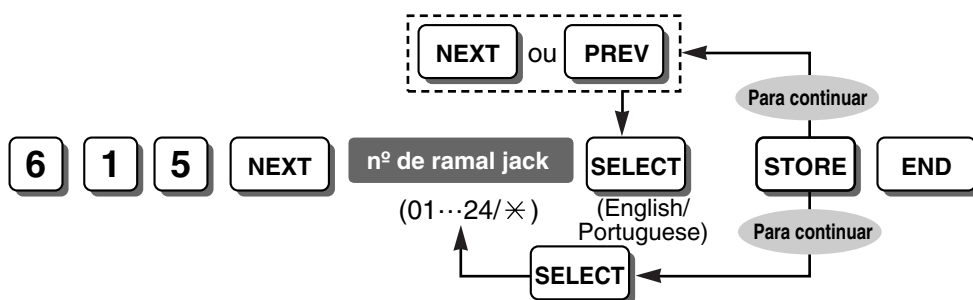 NEXT ou PREV
Para continuar
6 1 5 NEXT nº de ramal jack SELECT STORE END
(01···24/✳)
(English/
Portuguese)
Para continuar
SELECT